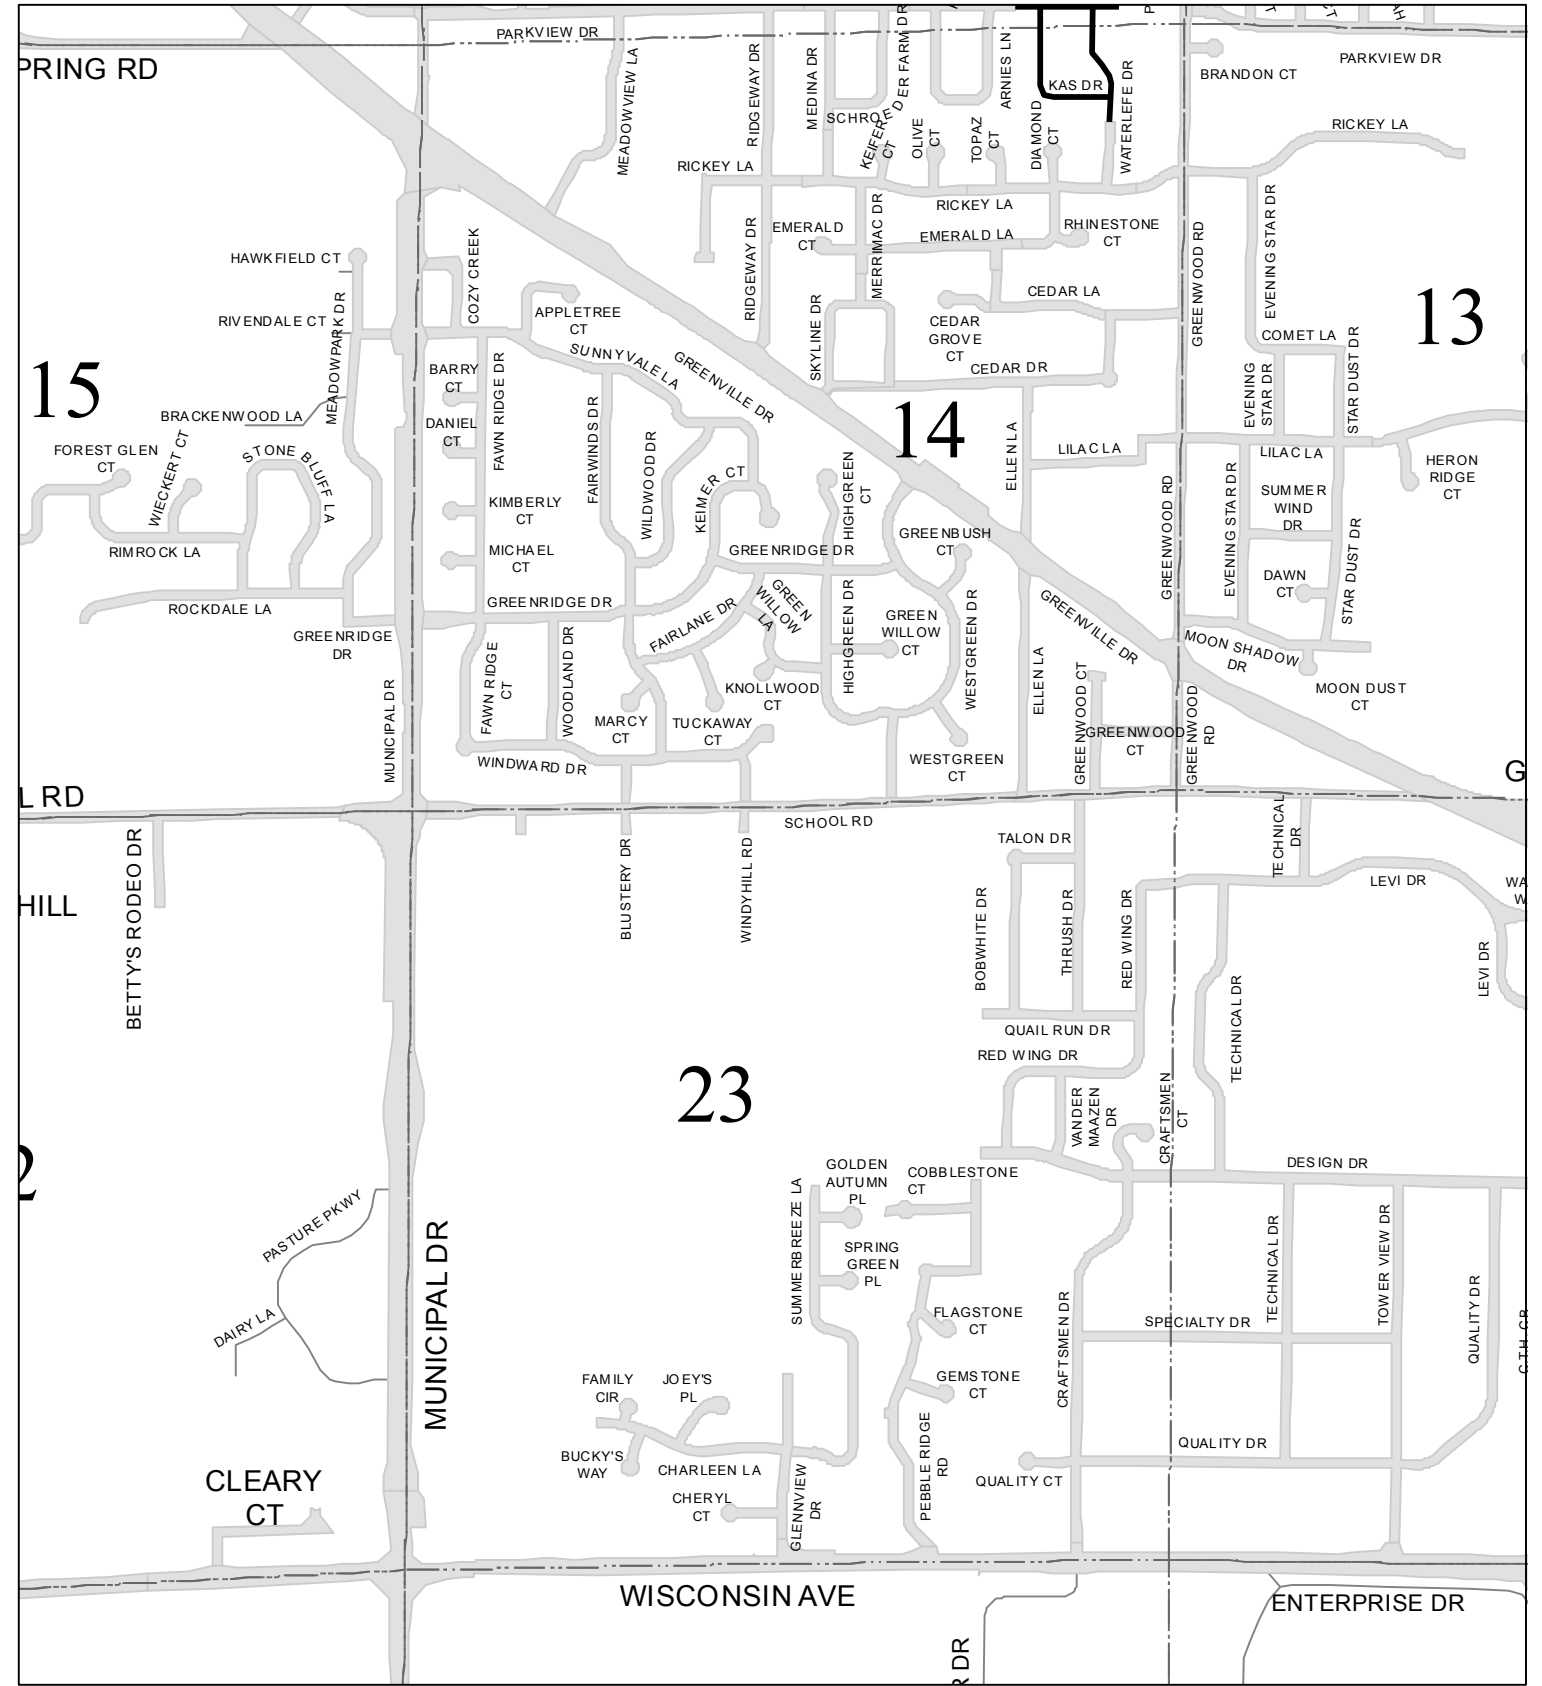 PARKVIEW DR
PRING RD
MEADOWVIEW LA
RIDGEWAY DR
MEDINA DR
SCHROEDER FARM DR
KEIFER CT
OLIVE CT
TOPAZ CT
ARNIES LN
DIAMOND CT
KAS DR
WATERLEFE DR
BRANDON CT
PARKVIEW DR
RICKEY LA
RICKEY LA
RICKEY LA
RIDGEWAY DR
EMERALD
CT
MERRIMAC DR
EMERALD LA
RHINESTONE
CT
GREENWOOD RD
EVENING STAR DR
HAWKFIELD CT
COZY CREEK
RIVENDALE CT
MEADOWPARK DR
APPLETREE
CT
SUNNYVALE LA
GREENVILLE DR
SKYLINE DR
CEDAR LA
CEDAR
GROVE
CT
CEDAR DR
13
COMET LA
STAR DUST DR
EVENING
STAR DR
15
BARRY
CT
FAWN RIDGE DR
BRACKENWOOD LA
DANIEL
CT
FAIRWINDS DR
WILDWOOD DR
14
ELLEN LA
LILAC LA
LILAC LA
FOREST GLEN
CT
WIECKERT CT
STONE BLUFF LA
KEIMER CT
HIGHGREEN
CT
HERON
RIDGE
CT
KIMBERLY
CT
GREENWOOD RD
EVENING STAR DR
SUMMER
WIND
DR
RIMROCK LA
MICHAEL
CT
GREENRIDGE DR
GREENBUSH
CT
DAWN
CT
STAR DUST DR
ROCKDALE LA
GREENRIDGE DR
GREEN
WILLOW
LA
FAIRLANE DR
HIGHGREEN DR
GREEN
WILLOW
CT
WESTGREEN DR
GREENVILLE DR
GREENRIDGE
DR
MOON SHADOW
DR
MUNICIPAL DR
FAWN RIDGE
CT
WOODLAND DR
MARCY
CT
TUCKAWAY
CT
KNOLLWOOD
CT
ELLEN LA
GREENWOOD CT
GREENWOOD
CT
GREENWOOD
RD
MOON DUST
CT
WINDWARD DR
WESTGREEN
CT
G
L RD
SCHOOL RD
BETTY'S RODEO DR
BLUSTERY DR
WINDYHILL RD
TALON DR
TECHNICAL
DR
LEVI DR
WA
W
HILL
BOBWHITE DR
THRUSH DR
RED WING DR
LEVI DR
TECHNICAL DR
QUAIL RUN DR
RED WING DR
23
VANDER
MAAZEN
DR
CRAFTSMEN
CT
2
DESIGN DR
PASTURE PKWY
DAIRY LA
MUNICIPAL DR
SUMMERBREEZE LA
GOLDEN
AUTUMN
PL
COBBLESTONE
CT
SPRING
GREEN
PL
FLAGSTONE
CT
CRAFTSMEN DR
SPECIALTY DR
TECHNICAL DR
TOWER VIEW DR
QUALITY DR
FAMILY
CIR
JOEY'S
PL
GEMSTONE
CT
BUCKY'S
WAY
CHARLEEN LA
PEBBLE RIDGE
RD
QUALITY DR
QUALITY CT
CLEARY
CT
CHERYL
CT
GLENNVIEW
DR
WISCONSIN AVE
ENTERPRISE DR
DR